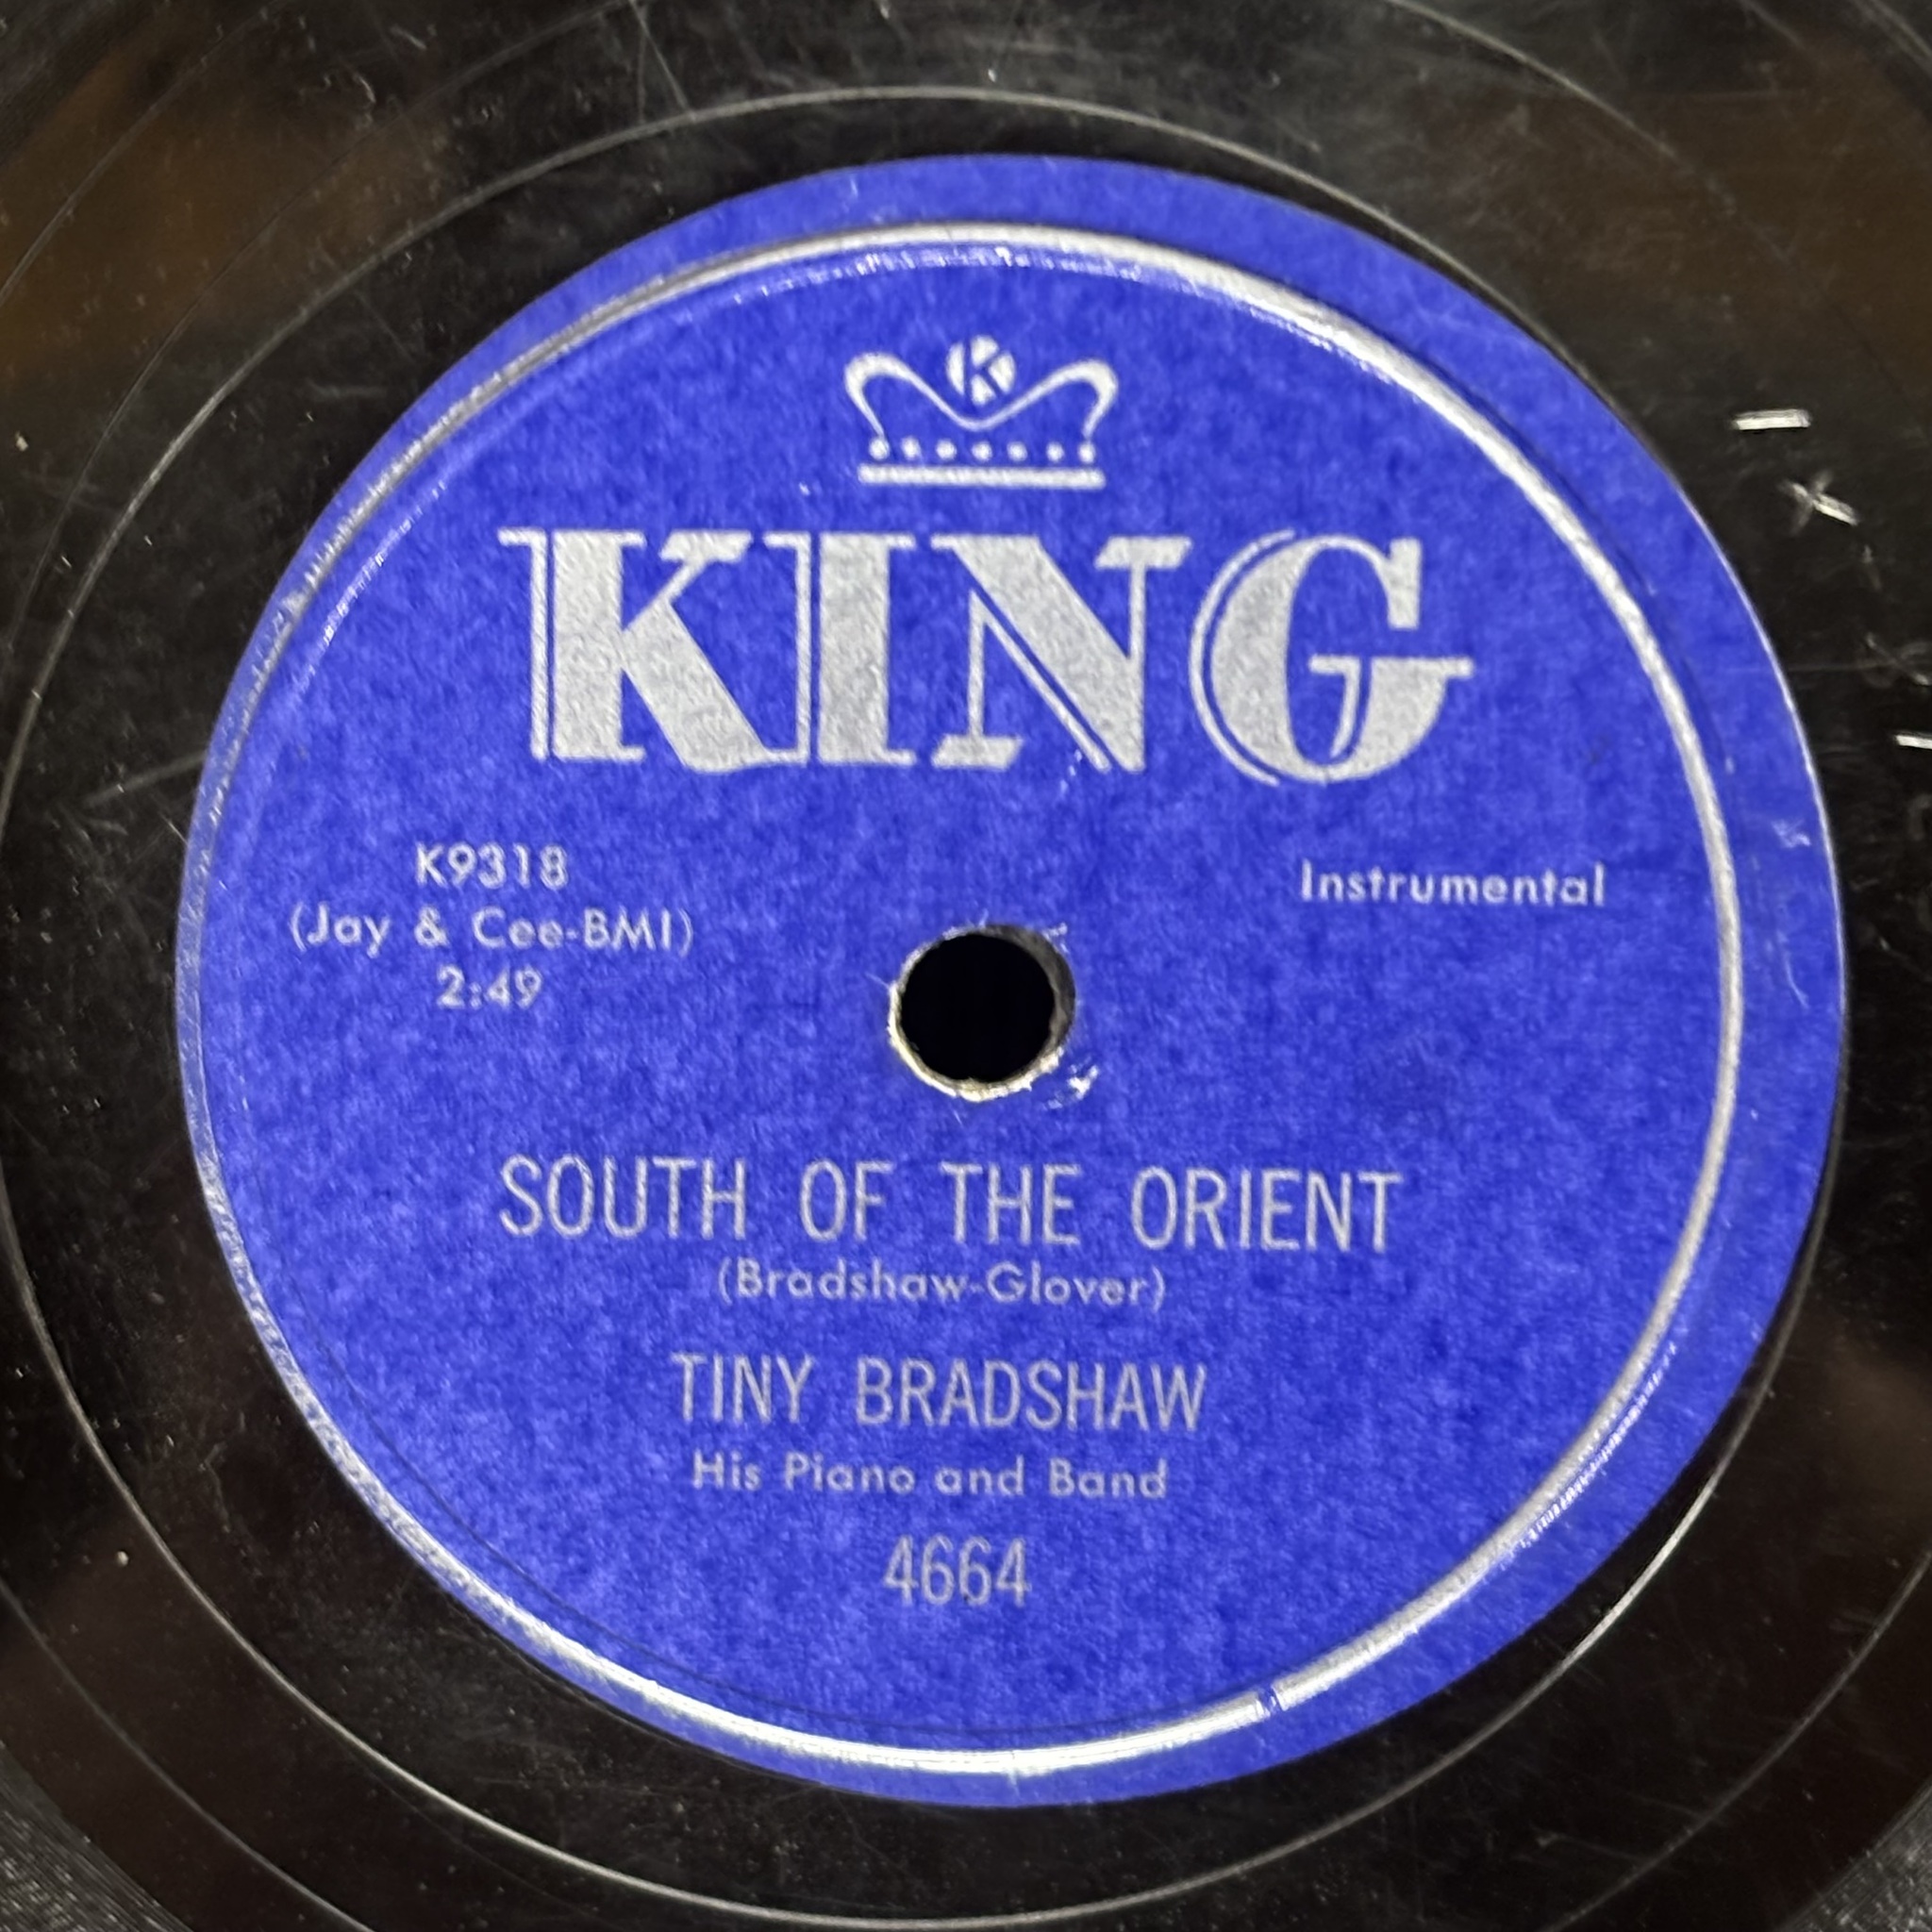 K
KING
K9318
(Jay & Cee-BMI)
2:49
Instrumental
SOUTH OF THE ORIENT
(Bradshaw-Glover)
TINY BRADSHAW
His Piano and Band
4664